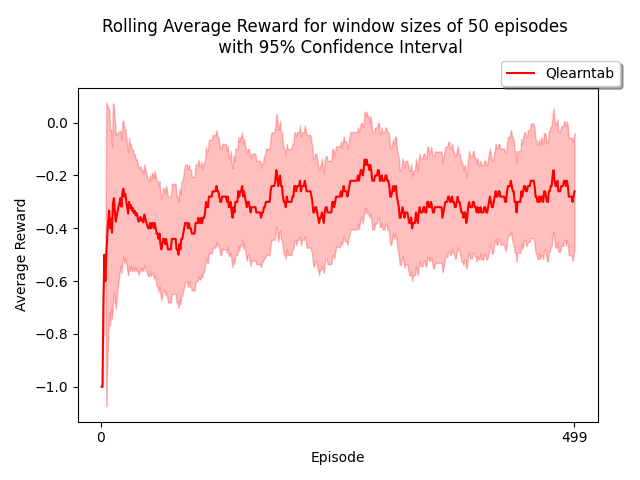 Rolling Average Reward for window sizes of 50 episodes
with 95% Confidence Interval
Qlearntab
0.0
−0.2
−0.4
−0.6
−0.8
−1.0
Average Reward
0
499
Episode